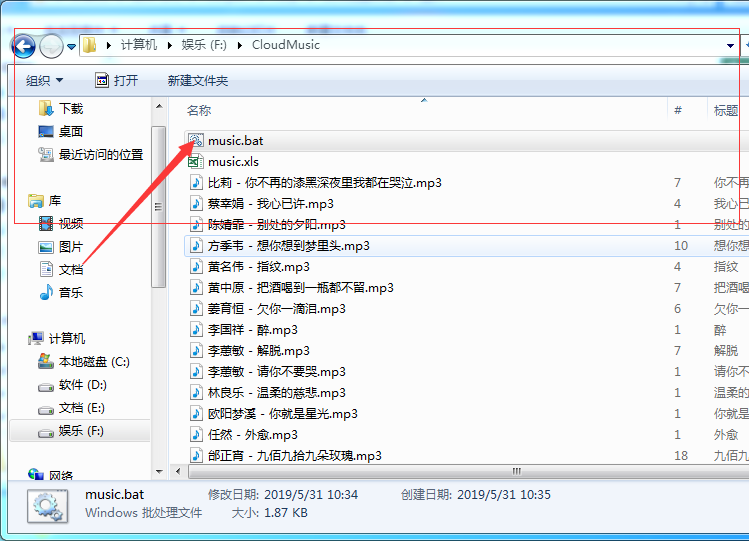 计算机 娱乐 (F:) CloudMusic
组织 打开 新建文件夹
下载
桌面
最近访问的位置
库
视频
图片
文档
音乐
计算机
本地磁盘 (C:)
软件 (D:)
文档 (E:)
娱乐 (F:)
网络
名称 # 标题
music.bat
music.xls
比莉 - 你不再的漆黑深夜里我都在哭泣.mp3 7 你不再的
蔡幸娟 - 我心已许.mp3 4 我心已许
陈婧霏 - 别处的夕阳.mp3 1 别处的夕
方季韦 - 想你想到梦里头.mp3 10 想你想
黄名伟 - 指纹.mp3 4 指纹
黄中原 - 把酒喝到一瓶都不留.mp3 7 把酒喝
姜育恒 - 欠你一滴泪.mp3 6 欠你一
李国祥 - 醉.mp3 1 醉
李蕙敏 - 解脱.mp3 7 解脱
李蕙敏 - 请你不要哭.mp3 1 请你不
林良乐 - 温柔的慈悲.mp3 1 温柔的
欧阳梦溪 - 你就是星光.mp3 1 你就是
任然 - 外愈.mp3 1 外愈
邰正宵 - 九佰九拾九朵玫瑰.mp3 18 九佰九
music.bat 修改日期: 2019/5/31 10:34 创建日期: 2019/5/31 10:35
Windows 批处理文件 大小: 1.87 KB